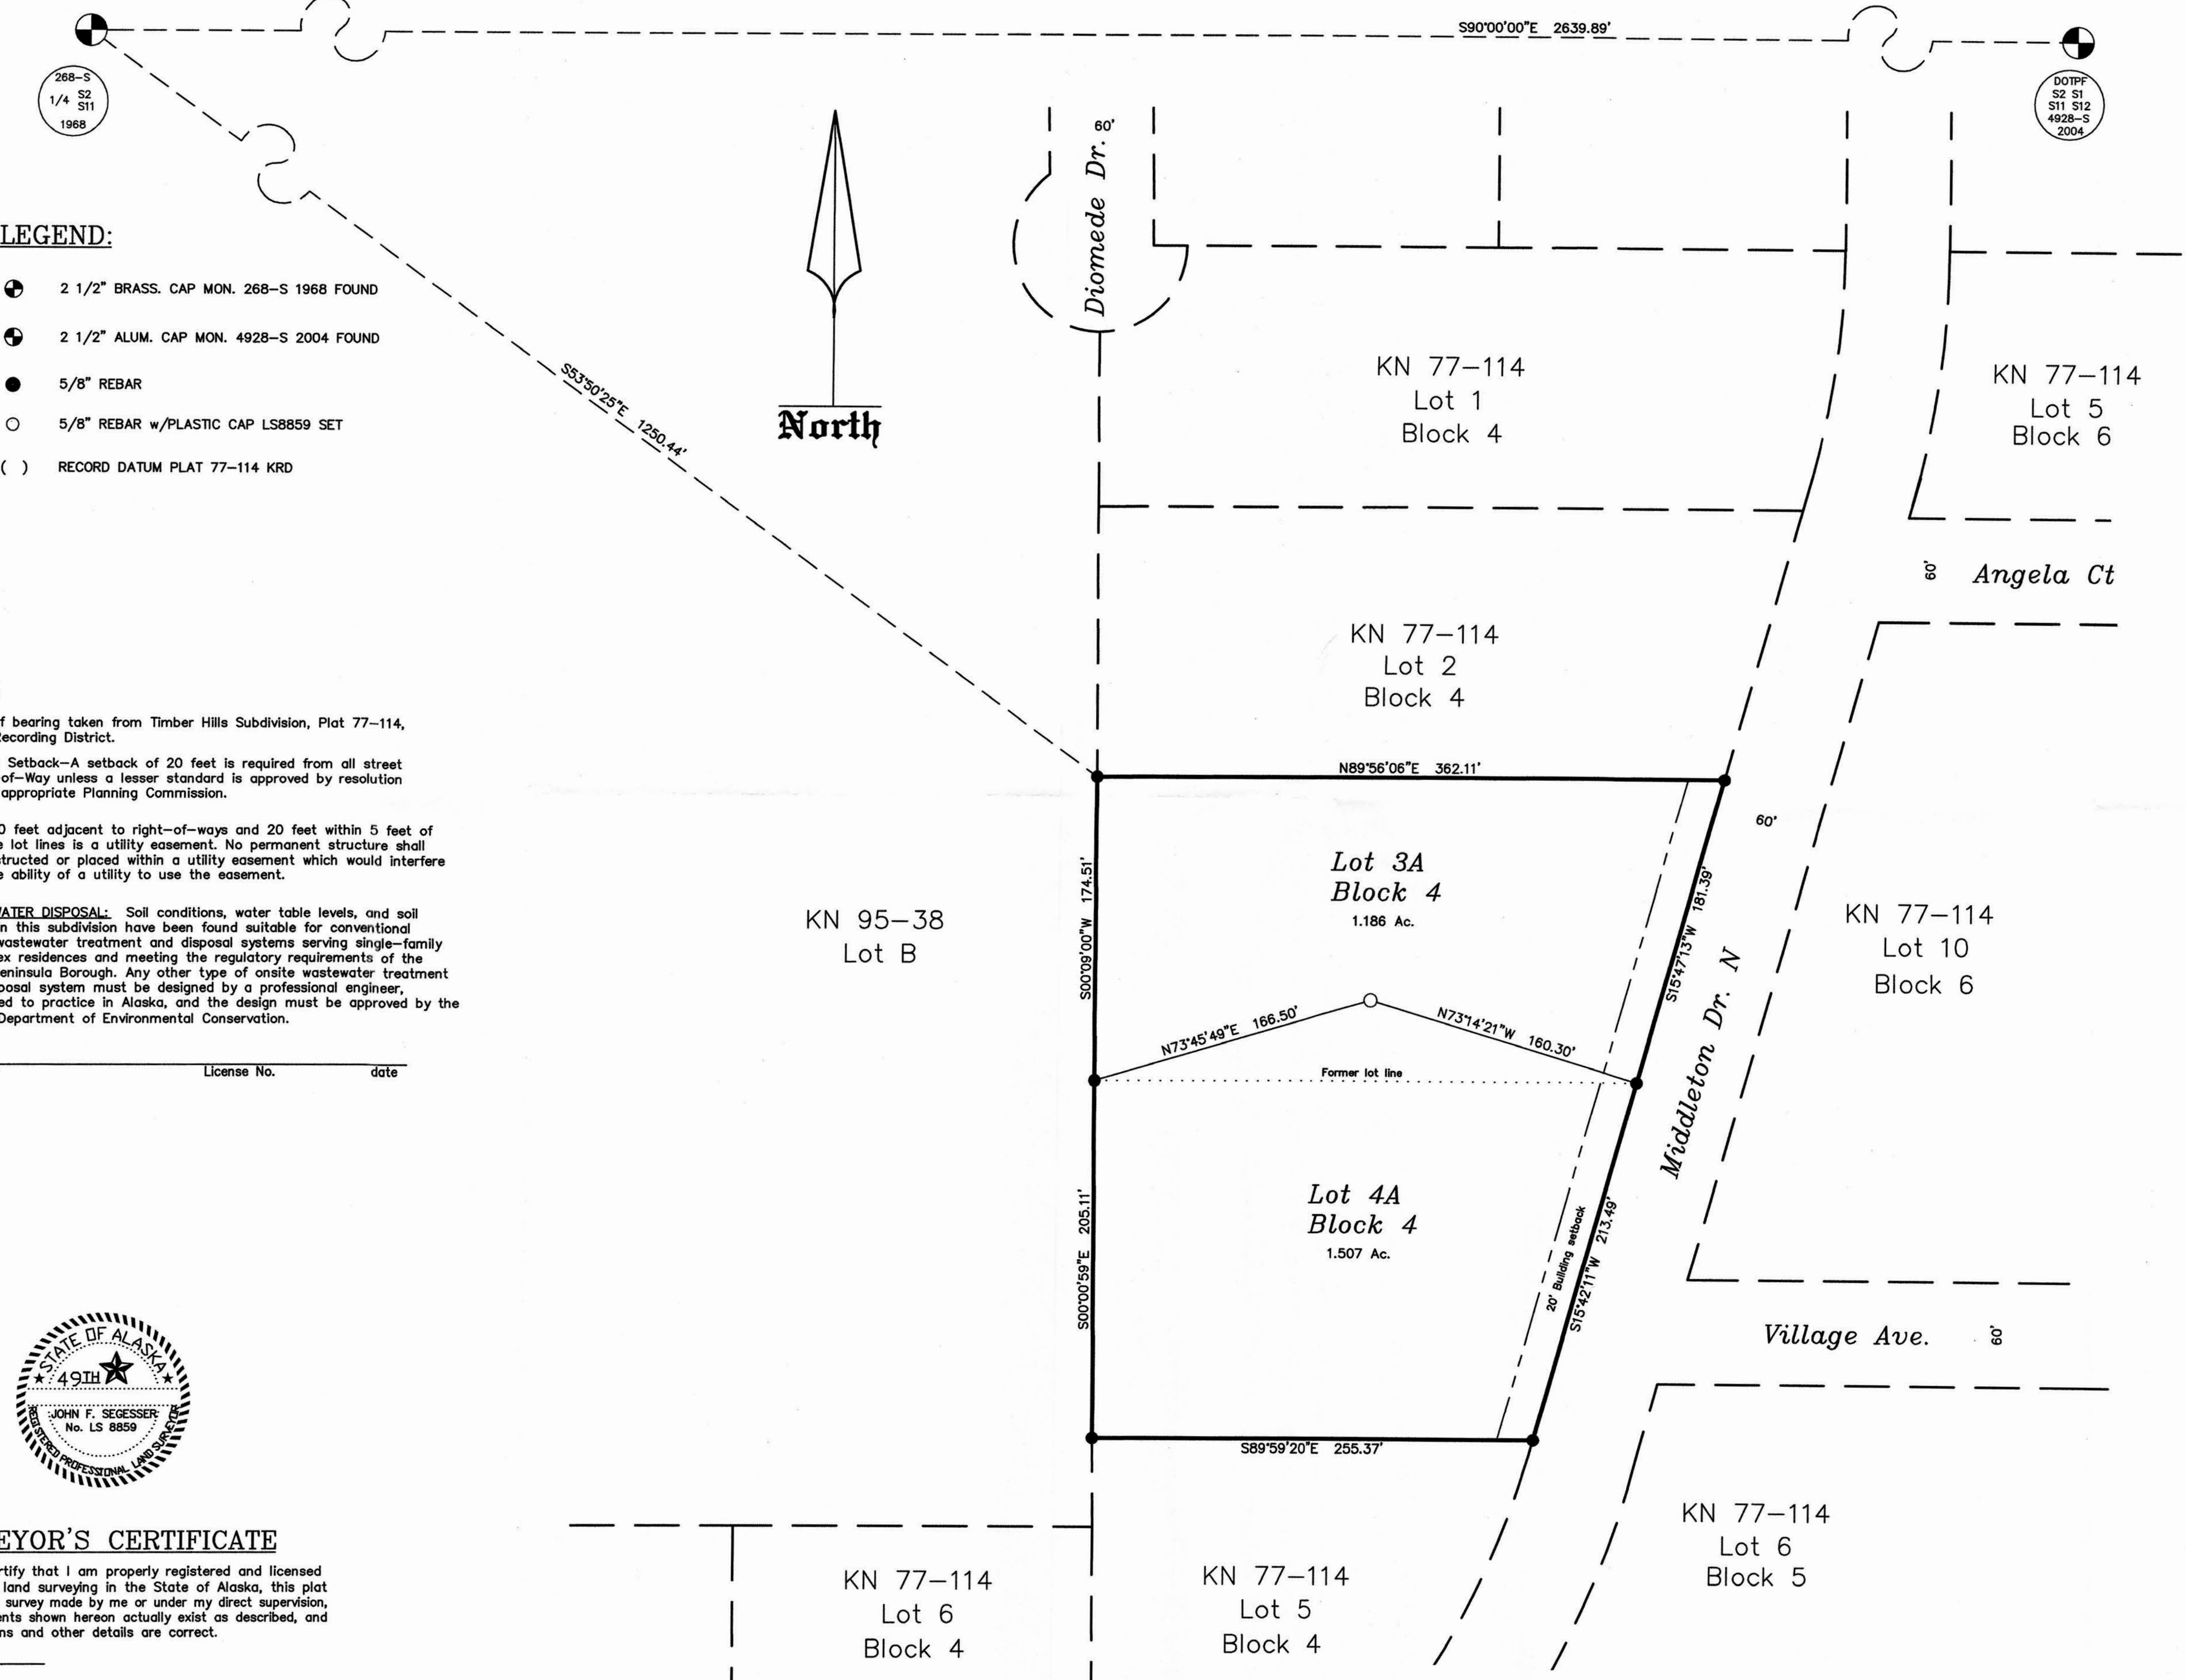 S90°00'00"E 2639.89'
268-S
1/4 S2
S11
1968
DOTPF
S2 S1
S11 S12
4928-S
2004
60'
Diomede Dr.
LEGEND:
2 1/2" BRASS. CAP MON. 268-S 1968 FOUND
2 1/2" ALUM. CAP MON. 4928-S 2004 FOUND
5/8" REBAR
5/8" REBAR w/PLASTIC CAP LS8859 SET
( ) RECORD DATUM PLAT 77-114 KRD
S53°50'25"E 1250.44'
North
KN 77-114
Lot 1
Block 4
KN 77-114
Lot 5
Block 6
60' Angela Ct
KN 77-114
Lot 2
Block 4
f bearing taken from Timber Hills Subdivision, Plat 77-114,
ecording District.
Setback-A setback of 20 feet is required from all street
of-Way unless a lesser standard is approved by resolution
appropriate Planning Commission.
0 feet adjacent to right-of-ways and 20 feet within 5 feet of
e lot lines is a utility easement. No permanent structure shall
tructed or placed within a utility easement which would interfere
e ability of a utility to use the easement.
ATER DISPOSAL: Soil conditions, water table levels, and soil
n this subdivision have been found suitable for conventional
wastewater treatment and disposal systems serving single-family
ex residences and meeting the regulatory requirements of the
eninsula Borough. Any other type of onsite wastewater treatment
posal system must be designed by a professional engineer,
ed to practice in Alaska, and the design must be approved by the
Department of Environmental Conservation.
License No. date
N89°56'06"E 362.11'
60'
S00°09'00"W 174.51'
Lot 3A
Block 4
1.186 Ac.
S15°47'13"W 181.39'
KN 95-38
Lot B
KN 77-114
Lot 10
Block 6
Middleton Dr. N
N73°45'49"E 166.50'
N73°14'21"W 160.30'
Former lot line
S00°00'59"E 205.11'
Lot 4A
Block 4
1.507 Ac.
20' Building setback
S15°42'11"W 213.49'
Village Ave. 60'
S89°59'20"E 255.37'
STATE OF ALASKA
49TH
JOHN F. SEGESSER
No. LS 8859
REGISTERED PROFESSIONAL LAND SURVEYOR
EYOR'S CERTIFICATE
rtify that I am properly registered and licensed
land surveying in the State of Alaska, this plat
survey made by me or under my direct supervision,
ents shown hereon actually exist as described, and
ns and other details are correct.
KN 77-114
Lot 6
Block 4
KN 77-114
Lot 5
Block 4
KN 77-114
Lot 6
Block 5